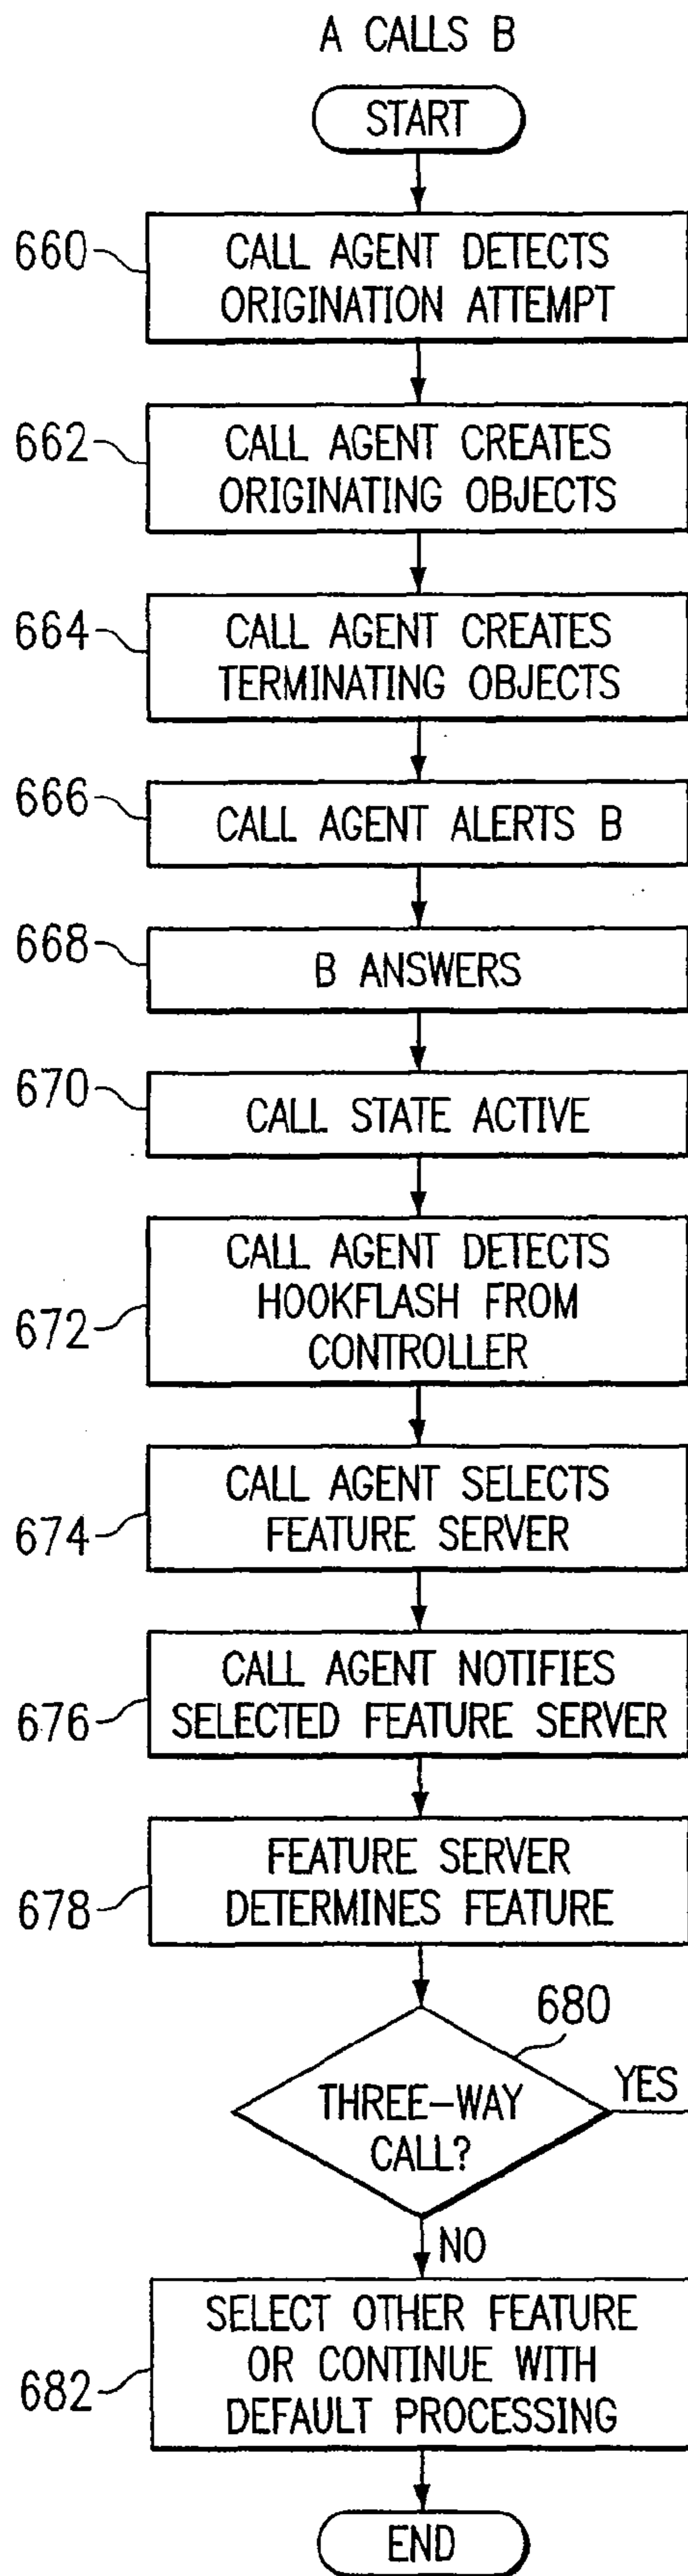 A CALLS B
START
660
CALL AGENT DETECTS
ORIGINATION ATTEMPT
662
CALL AGENT CREATES
ORIGINATING OBJECTS
664
CALL AGENT CREATES
TERMINATING OBJECTS
666
CALL AGENT ALERTS B
668
B ANSWERS
670
CALL STATE ACTIVE
672
CALL AGENT DETECTS
HOOKFLASH FROM
CONTROLLER
674
CALL AGENT SELECTS
FEATURE SERVER
676
CALL AGENT NOTIFIES
SELECTED FEATURE SERVER
678
FEATURE SERVER
DETERMINES FEATURE
680
THREE-WAY
CALL?
YES
NO
682
SELECT OTHER FEATURE
OR CONTINUE WITH
DEFAULT PROCESSING
END